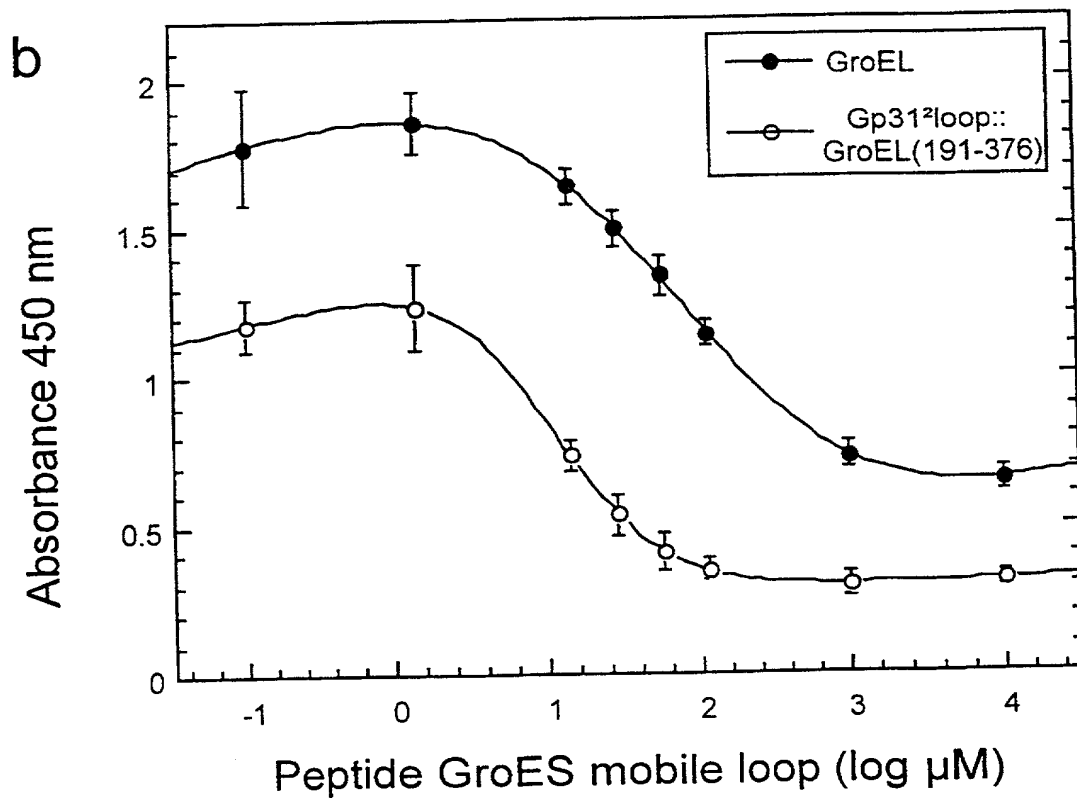 b
GroEL
Gp31²loop::
GroEL(191-376)
2
1.5
1
0.5
0
Absorbance 450 nm
-1 0 1 2 3 4
Peptide GroES mobile loop (log µM)